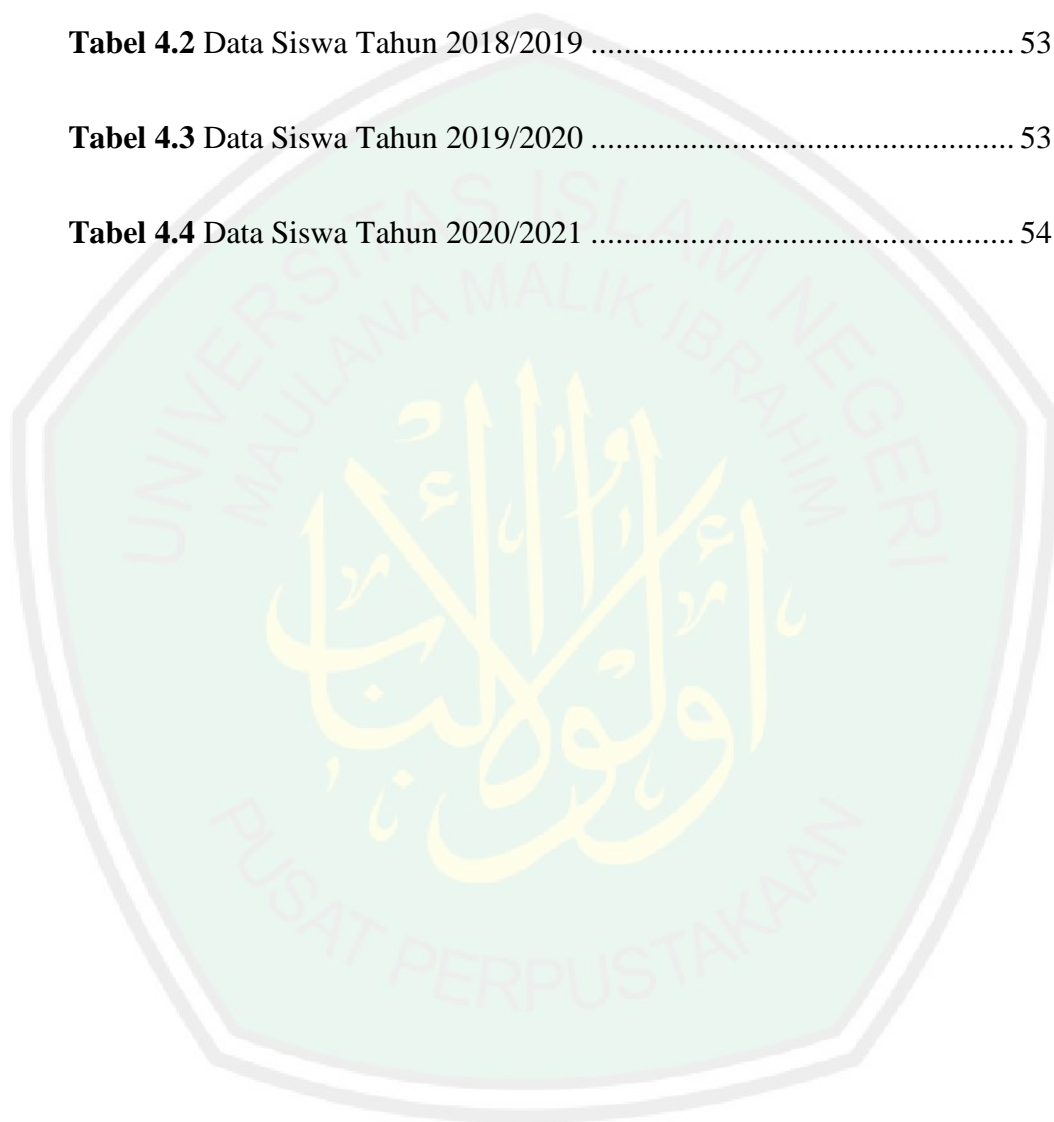 Tabel 4.2 Data Siswa Tahun 2018/2019 ................................................... 53
Tabel 4.3 Data Siswa Tahun 2019/2020 ................................................... 53
Tabel 4.4 Data Siswa Tahun 2020/2021 ................................................... 54
UNIVERSITAS ISLAM NEGERI
MAULANA MALIK IBRAHIM
PUSAT PERPUSTAKAAN